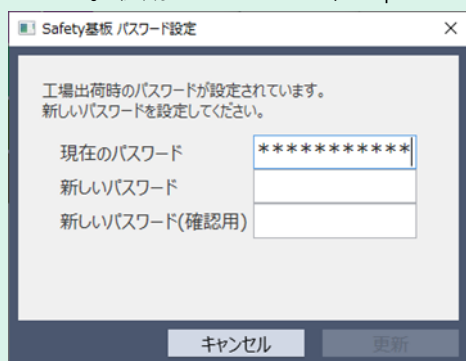 Safety基板 パスワード設定
工場出荷時のパスワードが設定されています。
新しいパスワードを設定してください。
現在のパスワード ***********
新しいパスワード
新しいパスワード(確認用)
キャンセル 更新